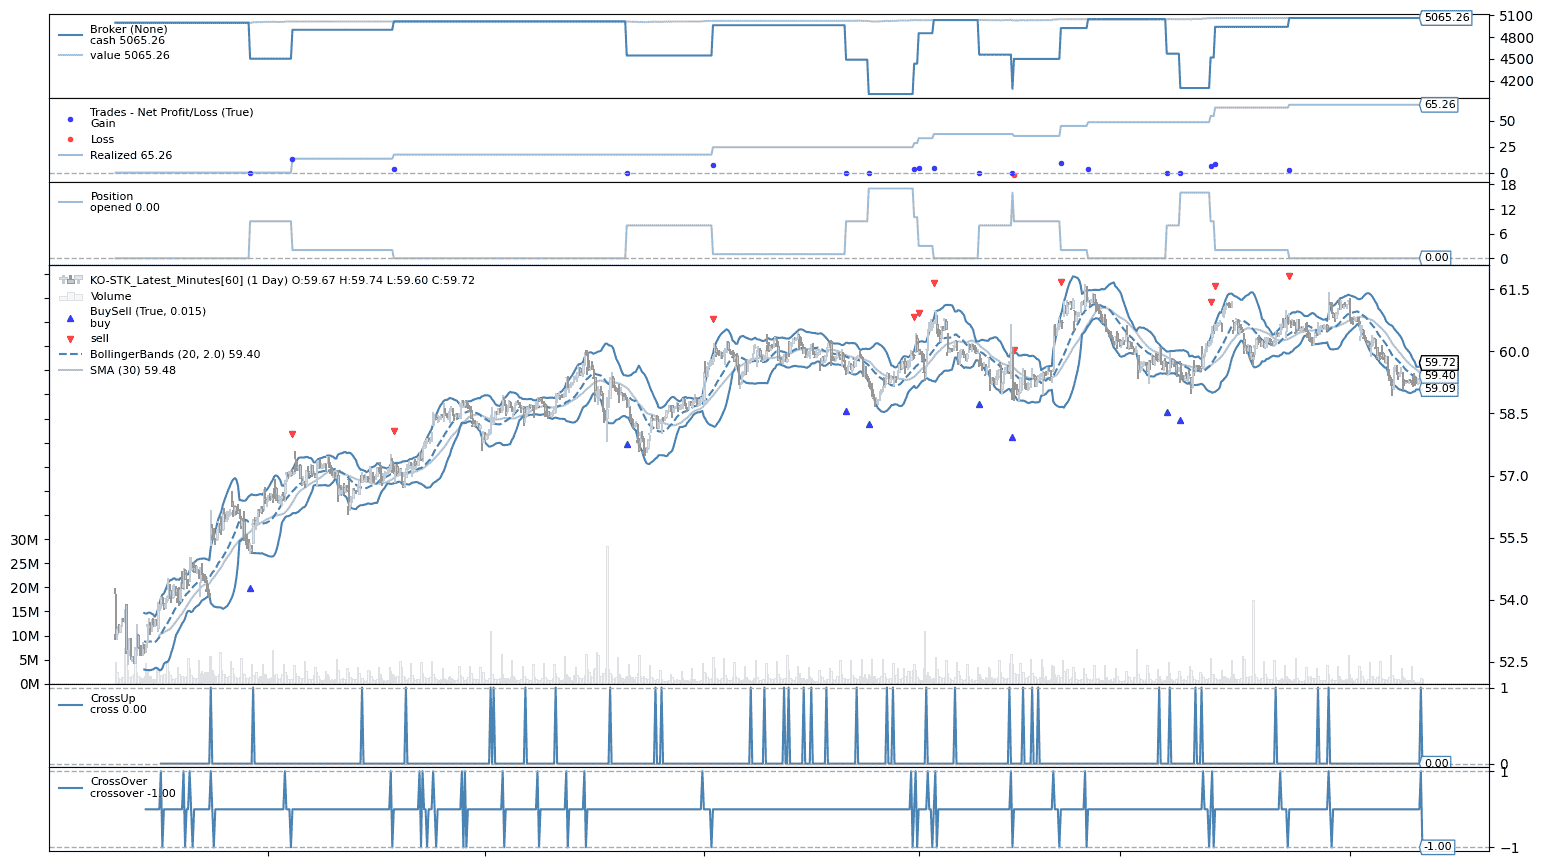 5065.26
5100
Broker (None)
cash 5065.26
value 5065.26
4800
4500
4200
65.26
Trades - Net Profit/Loss (True)
Gain
Loss
Realized 65.26
50
25
0
Position
opened 0.00
18
12
6
0
0.00
KO-STK_Latest_Minutes[60] (1 Day) O:59.67 H:59.74 L:59.60 C:59.72
Volume
BuySell (True, 0.015)
buy
sell
BollingerBands (20, 2.0) 59.40
SMA (30) 59.48
61.5
60.0
59.72
59.40
59.09
58.5
57.0
55.5
54.0
52.5
30M
25M
20M
15M
10M
5M
0M
CrossUp
cross 0.00
1
0.00
0
CrossOver
crossover -1.00
1
-1.00
−1